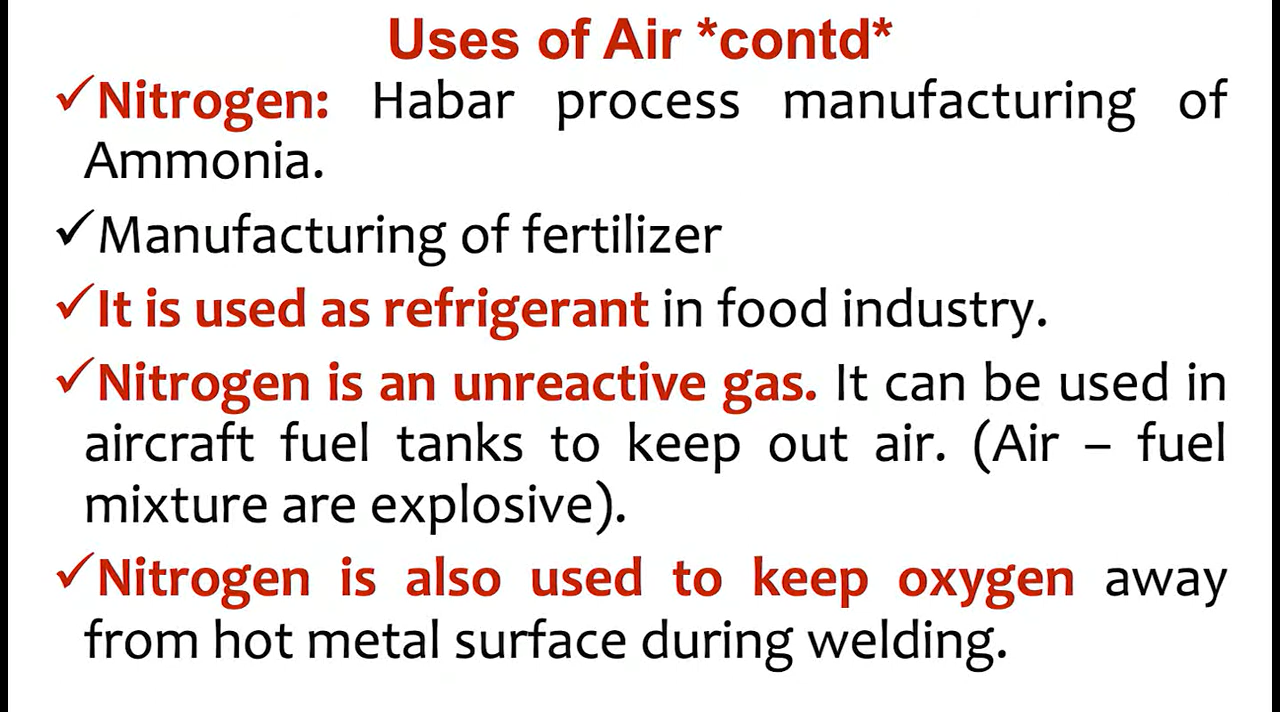 Uses of Air *contd*
✓Nitrogen: Habar process manufacturing of
Ammonia.
✓Manufacturing of fertilizer
✓It is used as refrigerant in food industry.
✓Nitrogen is an unreactive gas. It can be used in
aircraft fuel tanks to keep out air. (Air – fuel
mixture are explosive).
✓Nitrogen is also used to keep oxygen away
from hot metal surface during welding.